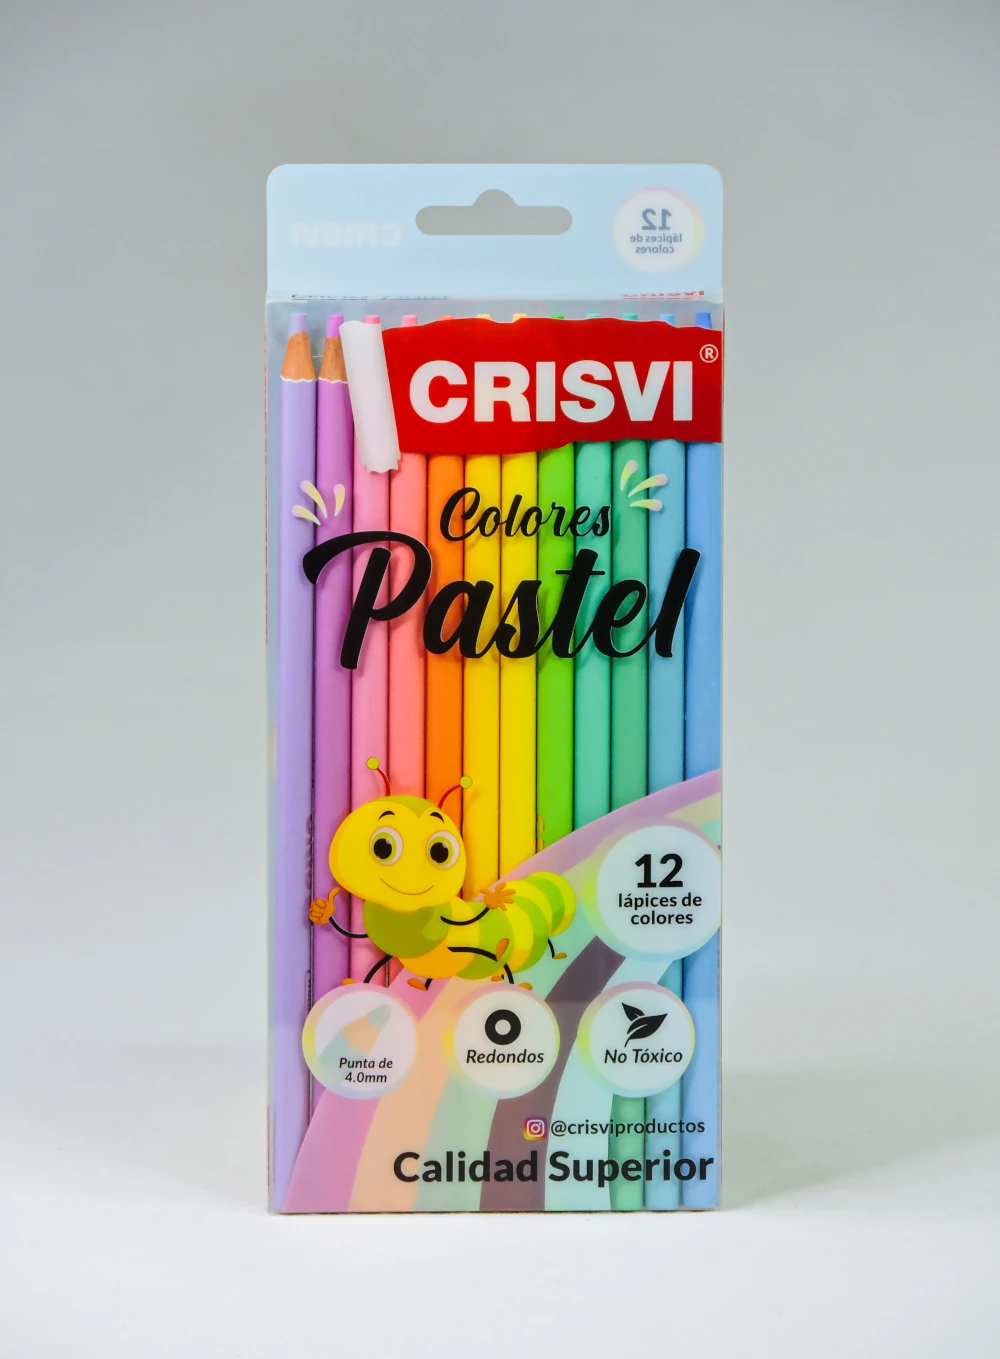 12
lápices de
colores
CRISVI
CRISVI®
Colores
Pastel
12
lápices de
colores
Punta de
4.0mm
Redondos
No Tóxico
@crisviproductos
Calidad Superior